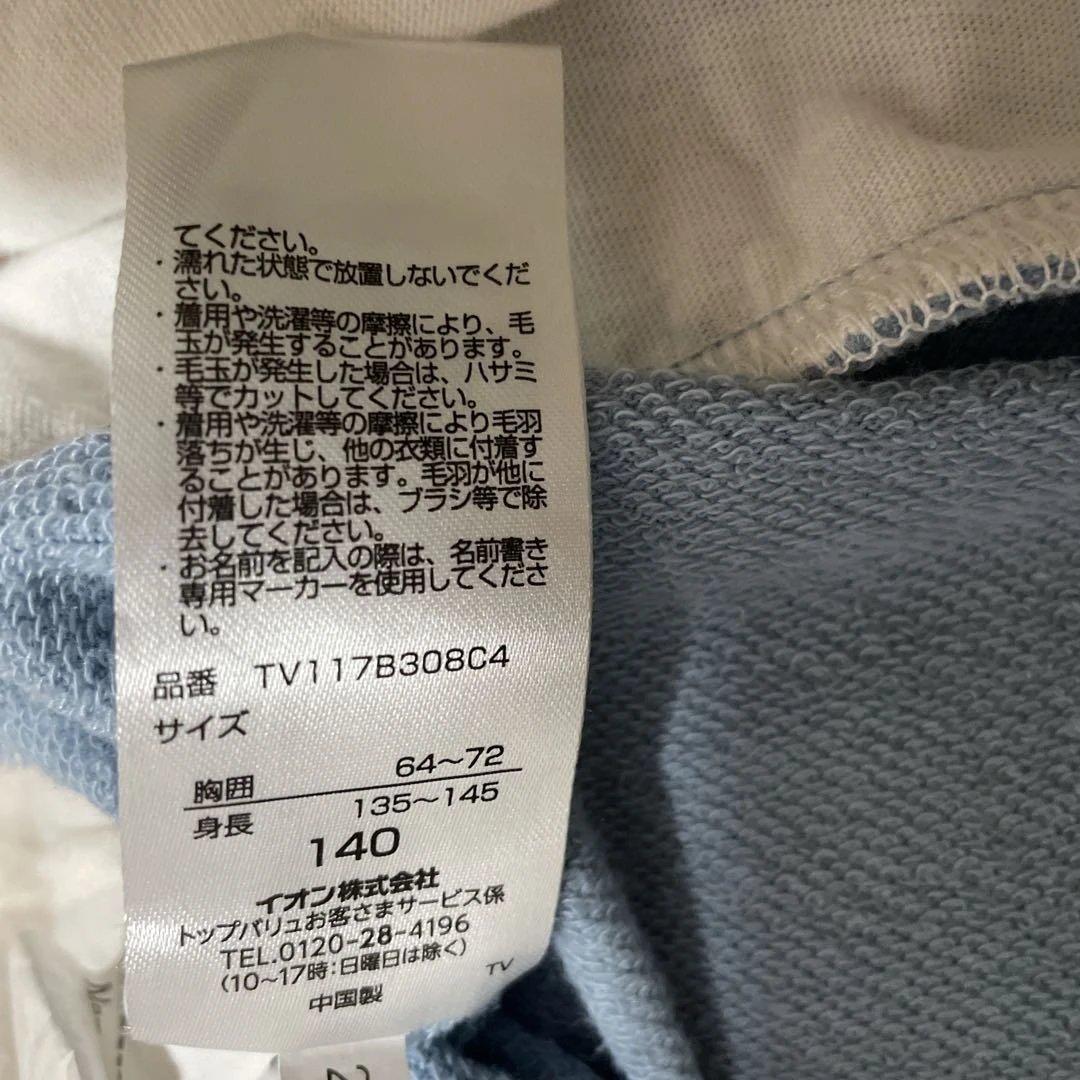 てください。
・濡れた状態で放置しないでくだ
さい。
・着用や洗濯等の摩擦により、毛
玉が発生することがあります。
・毛玉が発生した場合は、ハサミ
等でカットしてください。
・着用や洗濯等の摩擦により毛羽
落ちが生じ、他の衣類に付着す
ることがあります。毛羽が他に
付着した場合は、ブラシ等で除
去してください。
・お名前を記入の際は、名前書き
専用マーカーを使用してくださ
い。
品番 TV117B308C4
サイズ
胸囲 64～72
身長 135～145
140
イオン株式会社
トップバリュお客さまサービス係
TEL.0120-28-4196
(10～17時:日曜日は除く)
TV
中国製
2